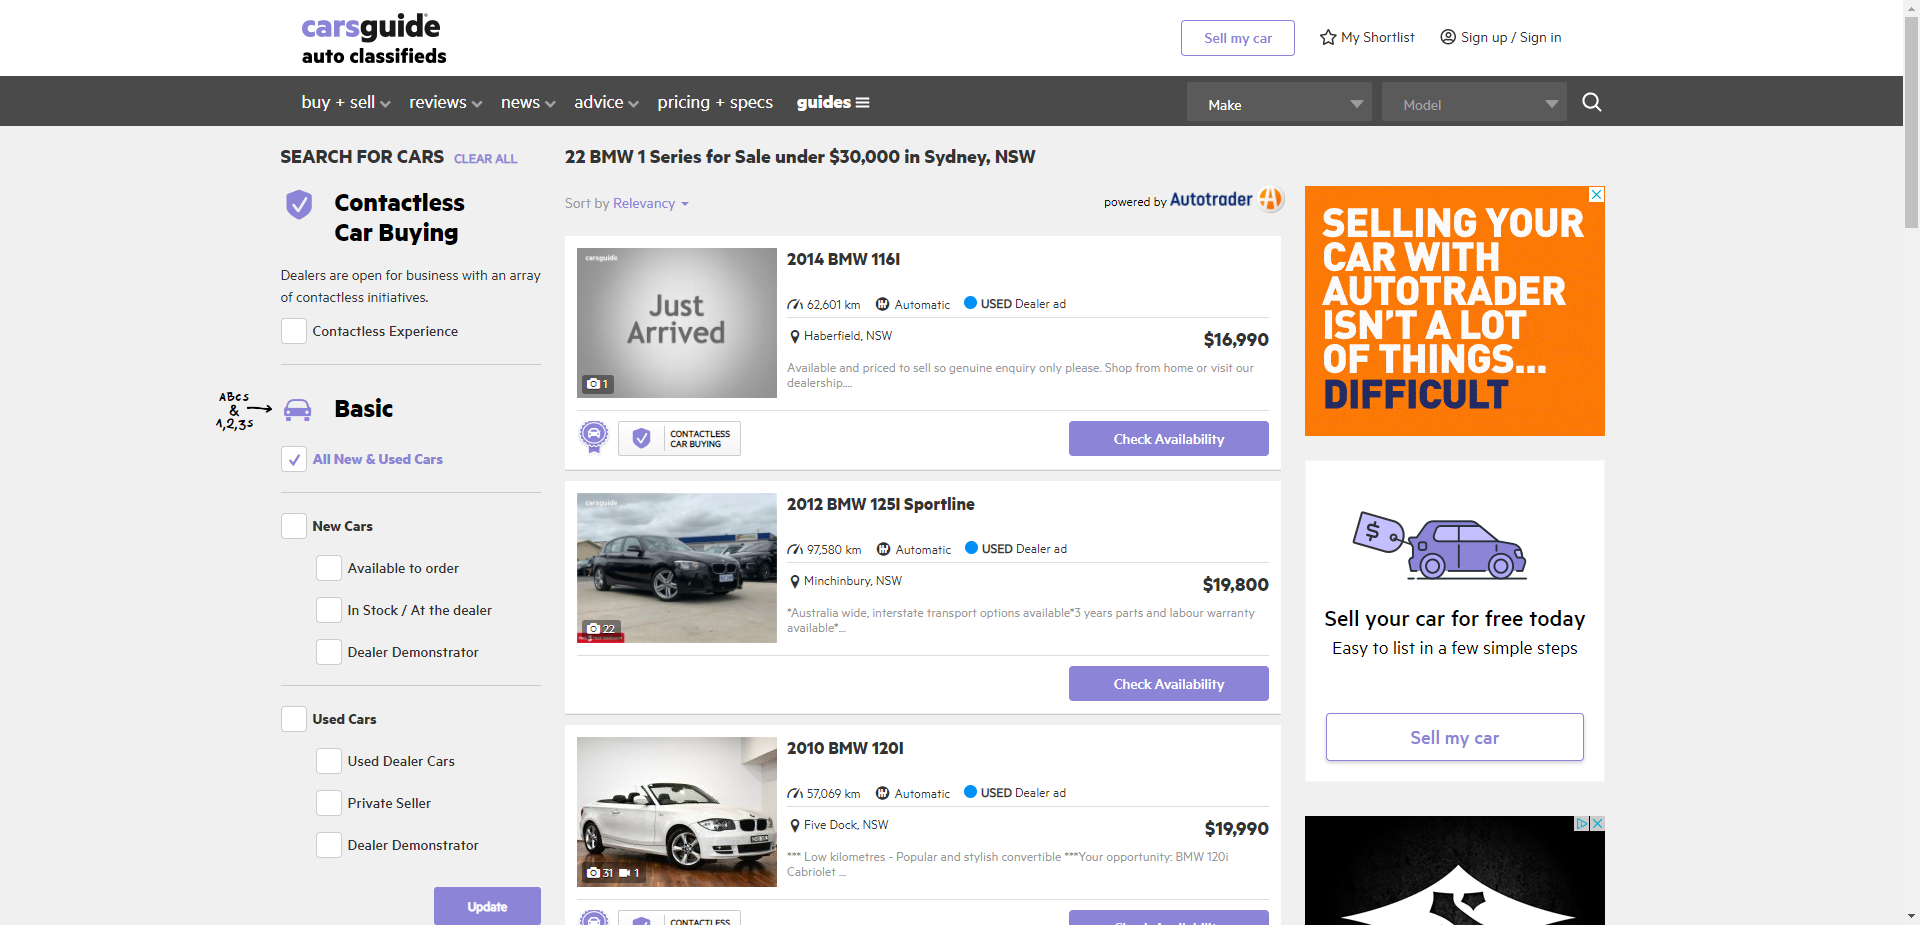 carsguide
auto classifieds
Sell my car
My Shortlist
Sign up / Sign in
buy + sell
reviews
news
advice
pricing + specs
guides
Make
Model
SEARCH FOR CARS
CLEAR ALL
Contactless
Car Buying
Dealers are open for business with an array
of contactless initiatives.
Contactless Experience
ABCs
&
1,2,3s
Basic
All New & Used Cars
New Cars
Available to order
In Stock / At the dealer
Dealer Demonstrator
Used Cars
Used Dealer Cars
Private Seller
Dealer Demonstrator
Update
22 BMW 1 Series for Sale under $30,000 in Sydney, NSW
Sort by Relevancy
powered by Autotrader
carsguide
Just
Arrived
1
2014 BMW 116I
62,601 km
Automatic
USED Dealer ad
Haberfield, NSW
$16,990
Available and priced to sell so genuine enquiry only please. Shop from home or visit our
dealership....
CONTACTLESS
CAR BUYING
Check Availability
carsguide
22
2012 BMW 125I Sportline
97,580 km
Automatic
USED Dealer ad
Minchinbury, NSW
$19,800
*Australia wide, interstate transport options available*3 years parts and labour warranty
available*...
Check Availability
31
1
2010 BMW 120I
57,069 km
Automatic
USED Dealer ad
Five Dock, NSW
$19,990
*** Low kilometres - Popular and stylish convertible ***Your opportunity: BMW 120i
Cabriolet ...
CONTACTLESS
Check Availability
SELLING YOUR
CAR WITH
AUTOTRADER
ISN'T A LOT
OF THINGS...
DIFFICULT
$
Sell your car for free today
Easy to list in a few simple steps
Sell my car